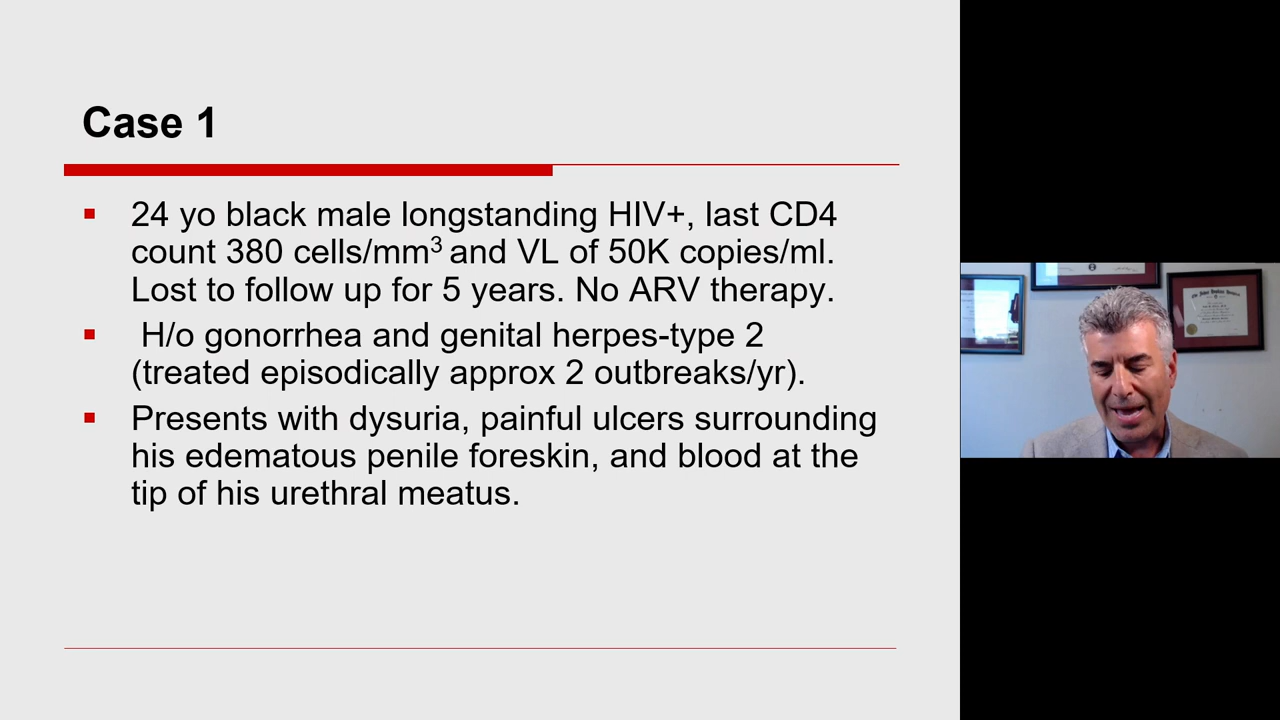 Case 1
▪ 24 yo black male longstanding HIV+, last CD4
count 380 cells/mm³ and VL of 50K copies/ml.
Lost to follow up for 5 years. No ARV therapy.
▪ H/o gonorrhea and genital herpes-type 2
(treated episodically approx 2 outbreaks/yr).
▪ Presents with dysuria, painful ulcers surrounding
his edematous penile foreskin, and blood at the
tip of his urethral meatus.